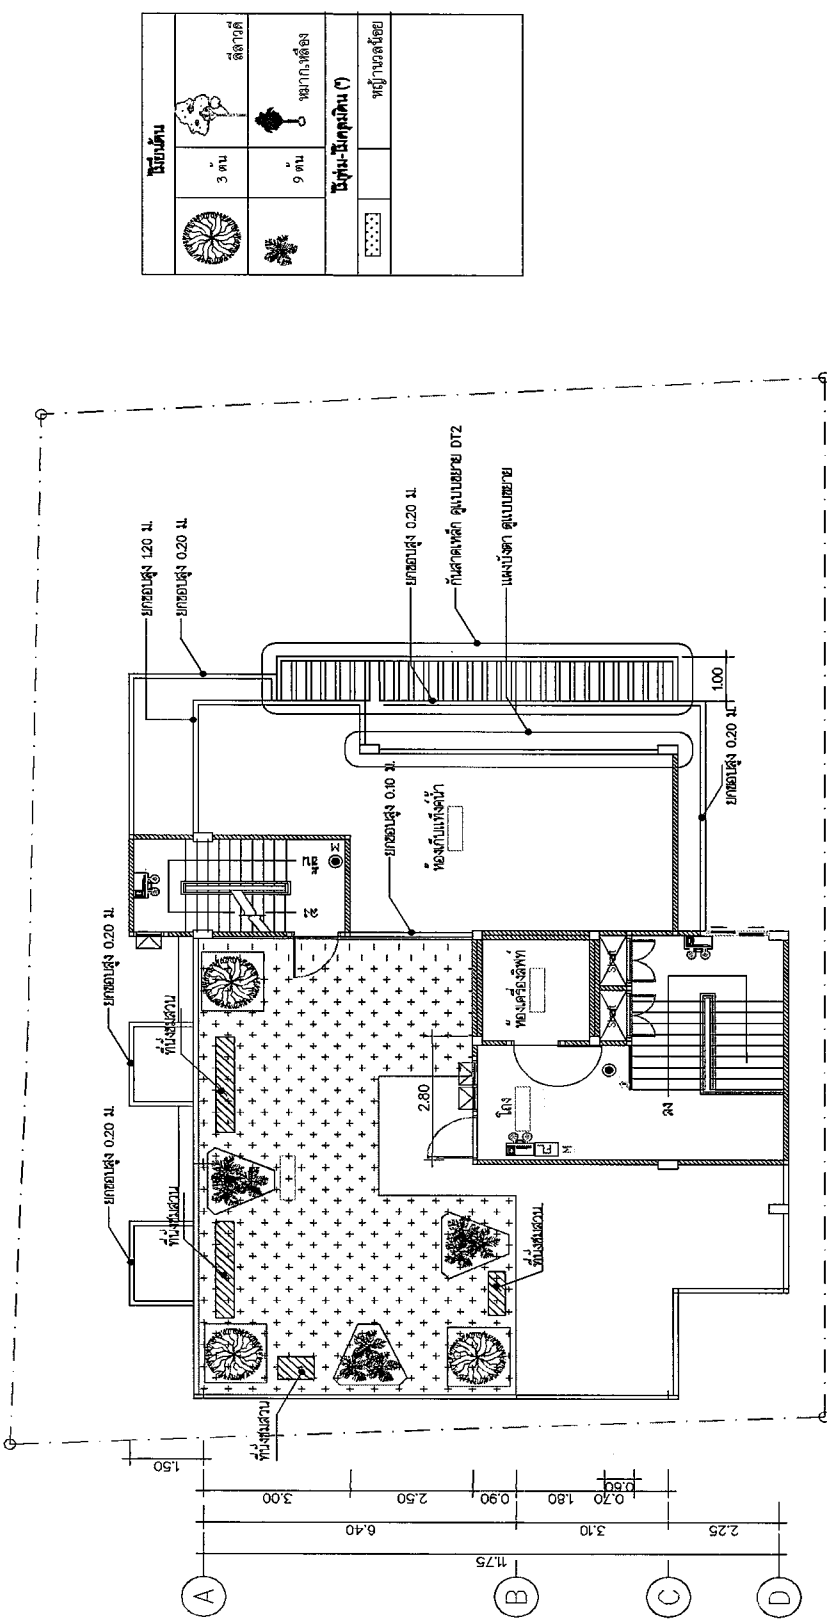 ไม้ยืนต้น
3 ต้น
ลีลาวดี
9 ต้น
หมากเหลือง
ไม้พุ่ม-ไม้คลุมดิน (*)
หญ้านวลน้อย
ยกขอบสูง 1.20 ม.
ยกขอบสูง 0.20 ม.
ยกขอบสูง 0.20 ม.
กันสาดเหล็ก ดูแบบขยาย DT2
แผงบังตา ดูแบบขยาย
1.00
ยกขอบสูง 0.20 ม.
ยกขอบสูง 0.10 ม.
ห้องเก็บแท็งค์น้ำ
M
ขึ้น
ลง
ยกขอบสูง 0.20 ม.
ที่นั่งชมสวน
ยกขอบสูง 0.20 ม.
ที่นั่งชมสวน
ที่นั่งชมสวน
ที่นั่งชมสวน
ห้องเครื่องลิฟท์
Shaft
Shaft
2.80
โถง
FL
M
ลง
1.50
3.00
2.50
0.90
1.80
0.70
0.60
6.40
3.10
2.25
11.75
A
B
C
D